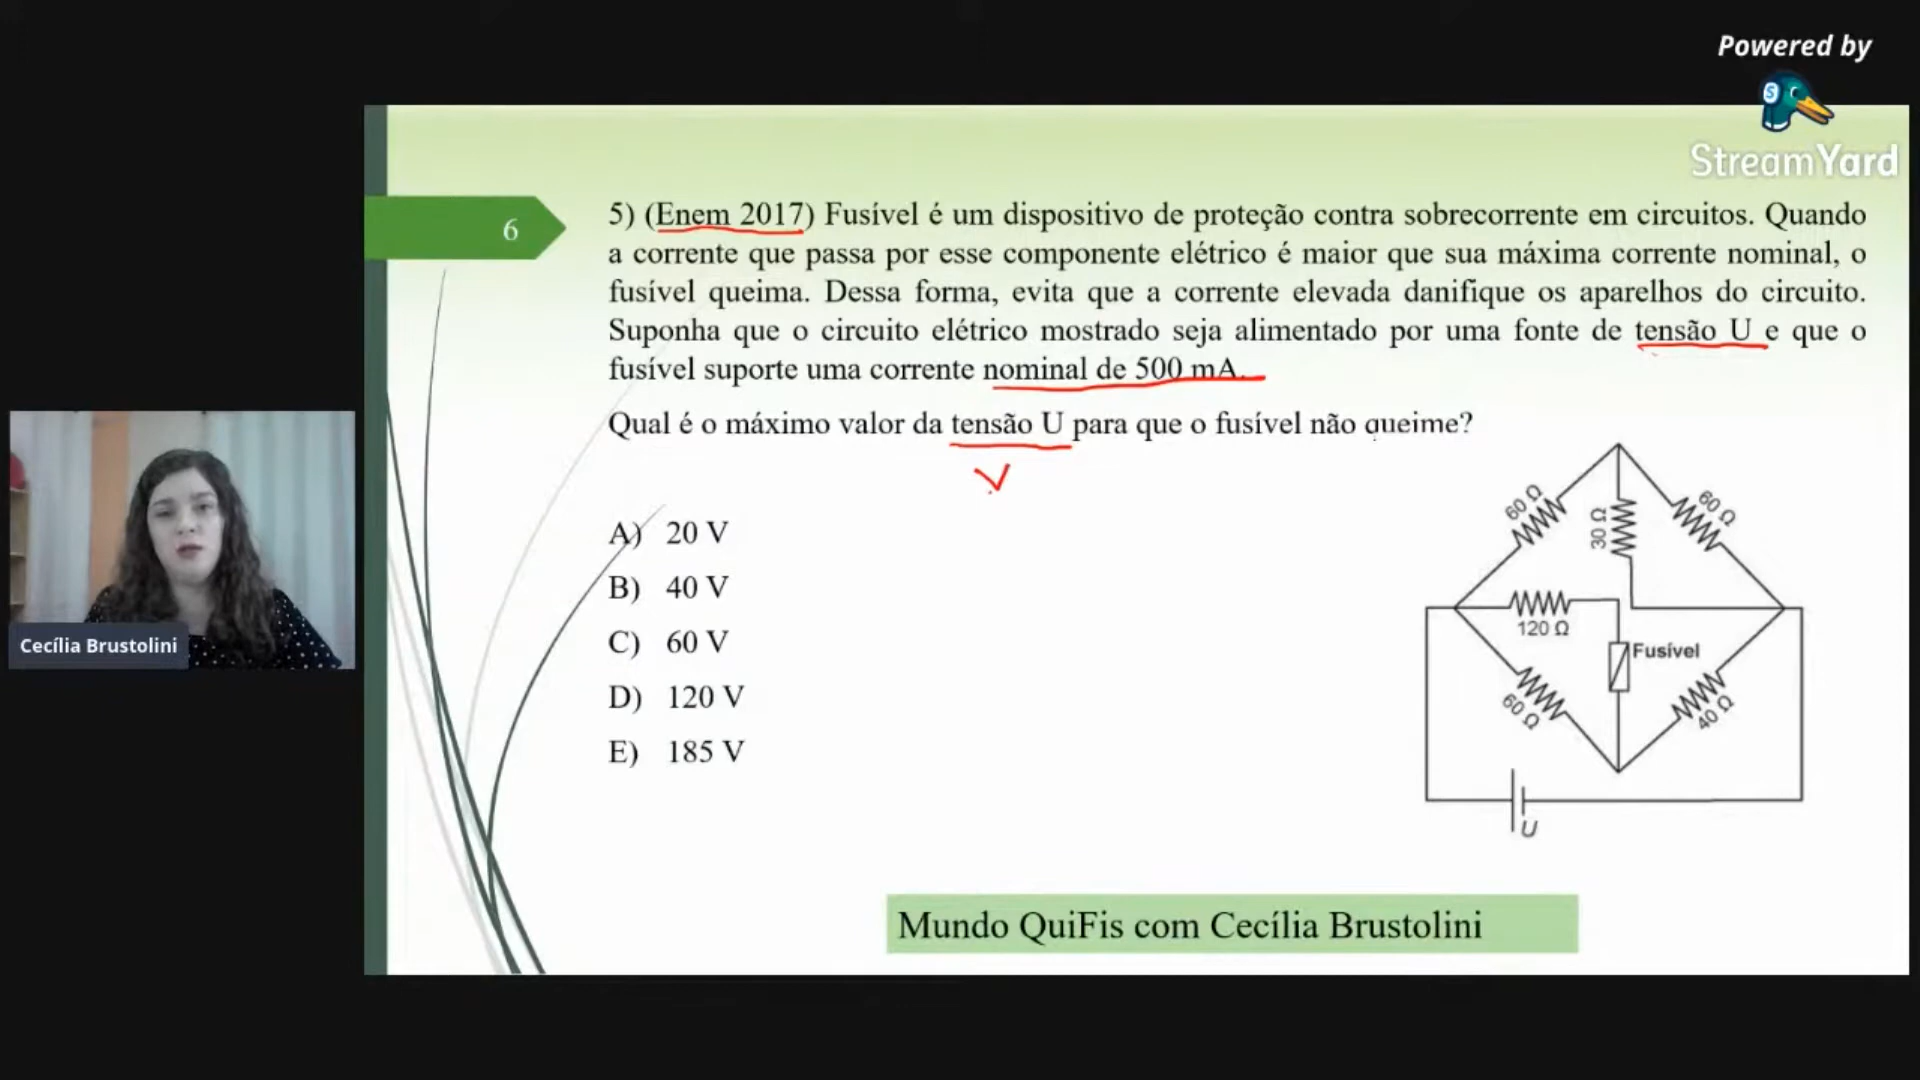 Powered by
StreamYard
6
5) (Enem 2017) Fusível é um dispositivo de proteção contra sobrecorrente em circuitos. Quando
a corrente que passa por esse componente elétrico é maior que sua máxima corrente nominal, o
fusível queima. Dessa forma, evita que a corrente elevada danifique os aparelhos do circuito.
Suponha que o circuito elétrico mostrado seja alimentado por uma fonte de tensão U e que o
fusível suporte uma corrente nominal de 500 mA.
Qual é o máximo valor da tensão U para que o fusível não queime?
V
A) 20 V
B) 40 V
C) 60 V
D) 120 V
E) 185 V
60 Ω
30 Ω
60 Ω
120 Ω
Fusível
60 Ω
40 Ω
U
Cecília Brustolini
Mundo QuiFis com Cecília Brustolini